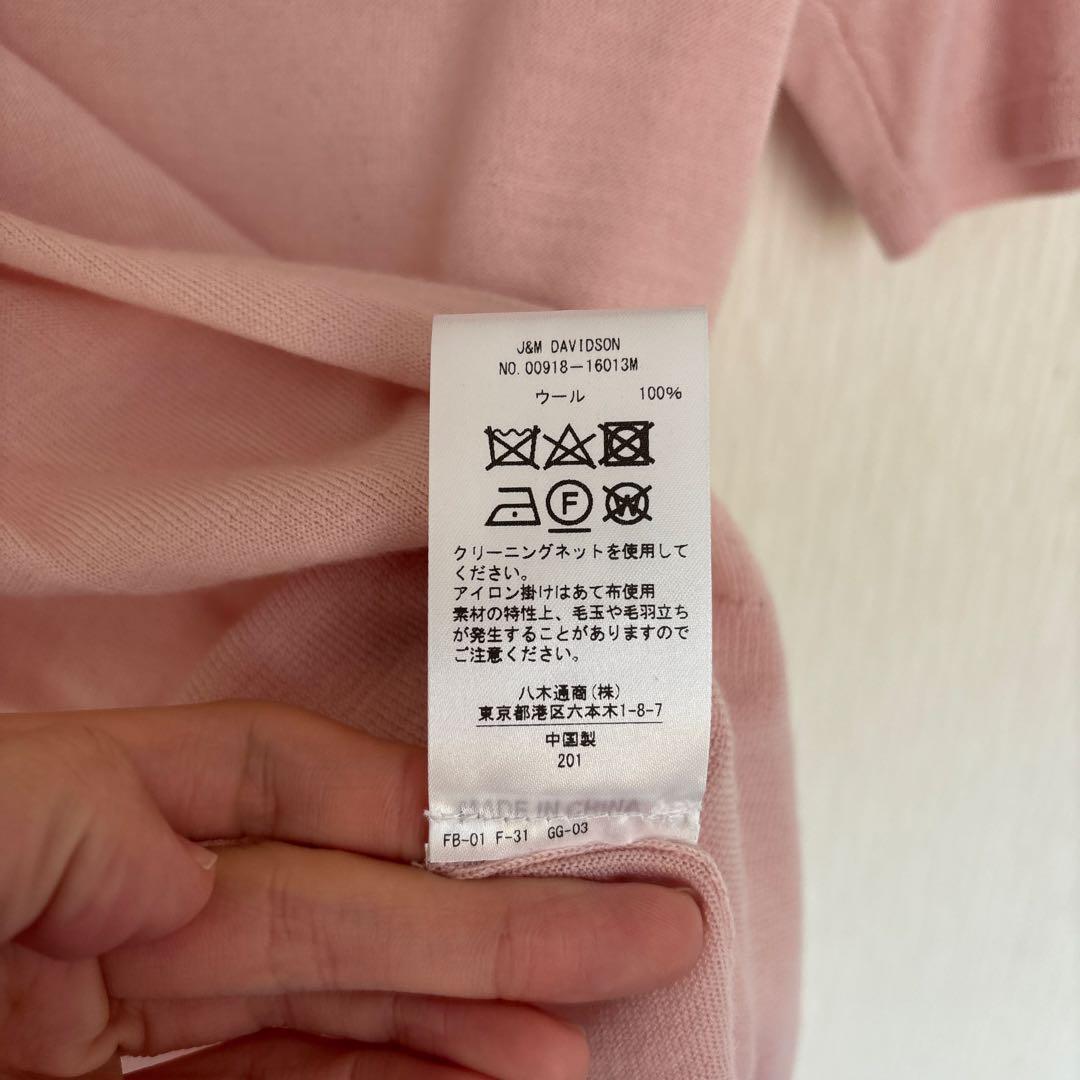 J&M DAVIDSON
NO.00918-16013M
ウール 100%
F
W
クリーニングネットを使用して
ください。
アイロン掛けはあて布使用
素材の特性上、毛玉や毛羽立ち
が発生することがありますので
ご注意ください。
八木通商(株)
東京都港区六本木1-8-7
中国製
201
MADE IN CHINA
FB-01 F-31 GG-03